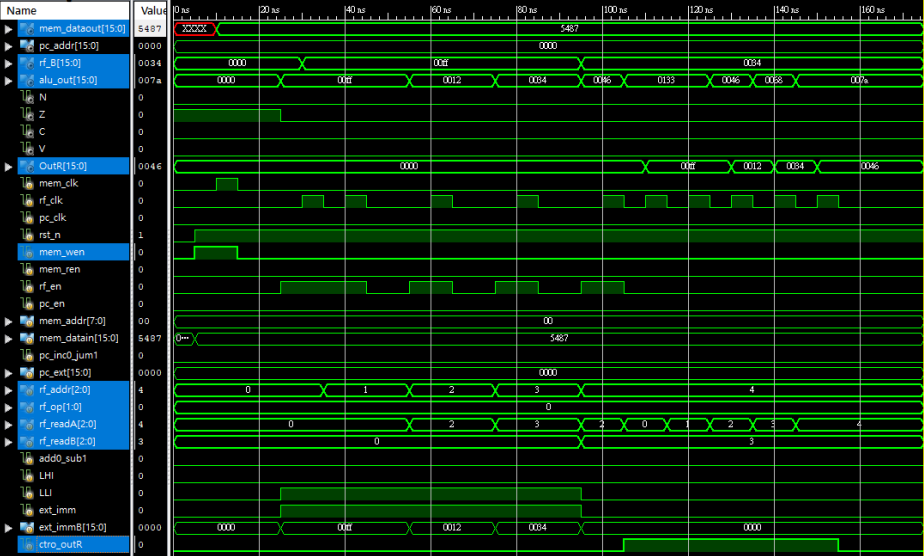 Name Value 0 ns 20 ns 40 ns 60 ns 80 ns 100 ns 120 ns 140 ns 160 ns
mem_dataout[15:0] 5487 XXXX 5487
pc_addr[15:0] 0000 0000
rf_B[15:0] 0034 0000 00ff 0034
alu_out[15:0] 007a 0000 00ff 0012 0034 0046 0133 0046 0068 007a
N 0
Z 0
C 0
V 0
OutR[15:0] 0046 0000 00ff 0012 0034 0046
mem_clk 0
rf_clk 0
pc_clk 0
rst_n 1
mem_wen 0
mem_ren 0
rf_en 0
pc_en 0
mem_addr[7:0] 00 00
mem_datain[15:0] 5487 0··· 5487
pc_inc0_jum1 0
pc_ext[15:0] 0000 0000
rf_addr[2:0] 4 0 1 2 3 4
rf_op[1:0] 0 0
rf_readA[2:0] 4 0 2 3 2 0 1 2 3 4
rf_readB[2:0] 3 0 3
add0_sub1 0
LHI 0
LLI 0
ext_imm 0
ext_immB[15:0] 0000 0000 00ff 0012 0034 0000
ctro_outR 0